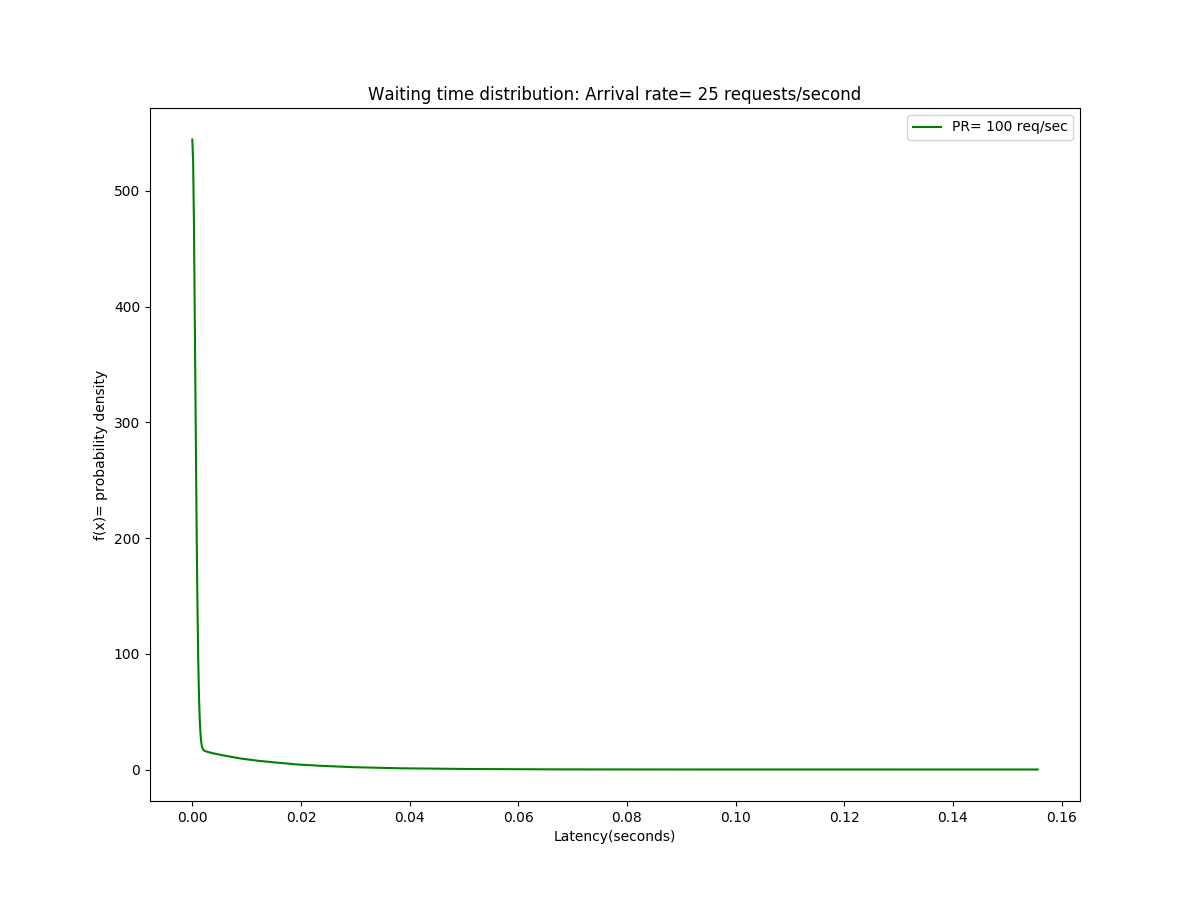 Waiting time distribution: Arrival rate= 25 requests/second
PR= 100 req/sec
f(x)= probability density
500
400
300
200
100
0
0.00 0.02 0.04 0.06 0.08 0.10 0.12 0.14 0.16
Latency(seconds)